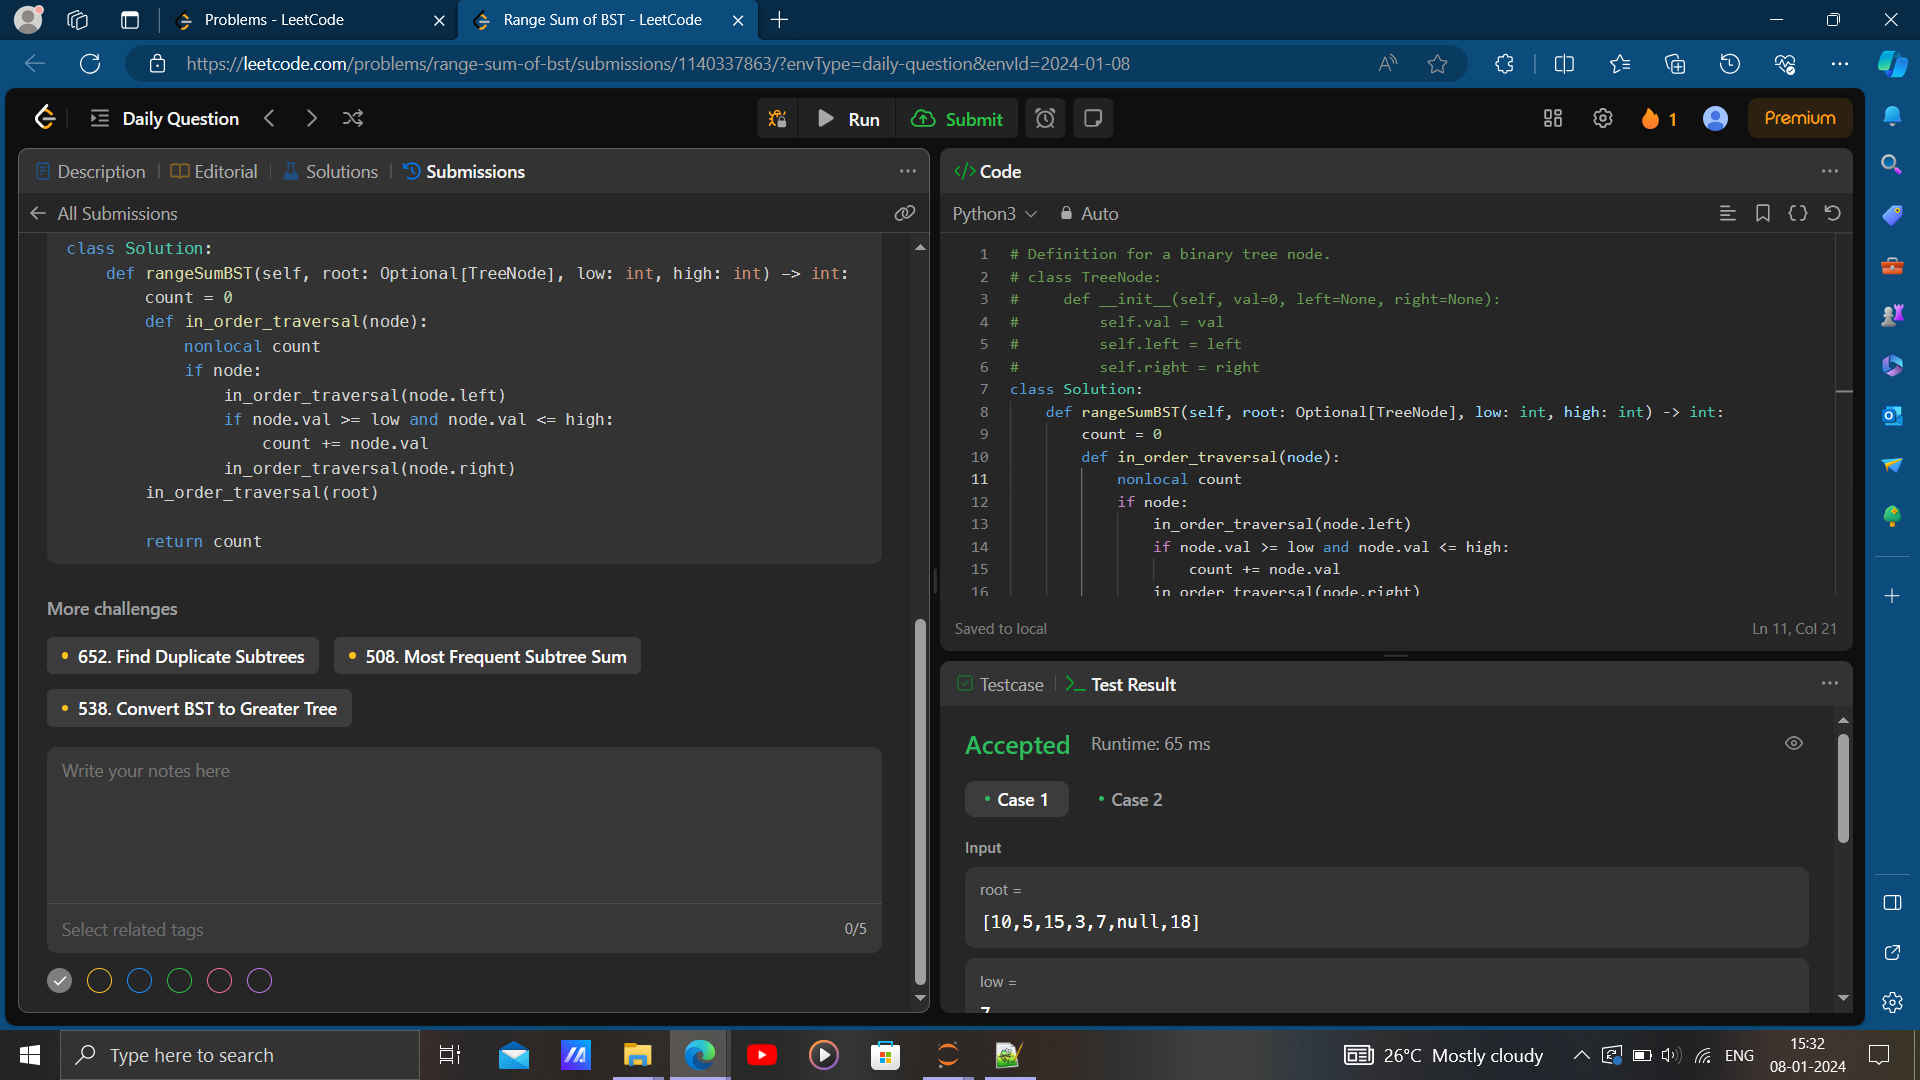 Problems - LeetCode
Range Sum of BST - LeetCode
https://leetcode.com/problems/range-sum-of-bst/submissions/1140337863/?envType=daily-question&envId=2024-01-08
Daily Question
Run
Submit
1
Premium
Description
Editorial
Solutions
Submissions
All Submissions
class Solution:
    def rangeSumBST(self, root: Optional[TreeNode], low: int, high: int) -> int:
        count = 0
        def in_order_traversal(node):
            nonlocal count
            if node:
                in_order_traversal(node.left)
                if node.val >= low and node.val <= high:
                    count += node.val
                in_order_traversal(node.right)
        in_order_traversal(root)
        return count
More challenges
652. Find Duplicate Subtrees
508. Most Frequent Subtree Sum
538. Convert BST to Greater Tree
Write your notes here
Select related tags
0/5
Code
Python3
Auto
1 # Definition for a binary tree node.
2 # class TreeNode:
3 #     def __init__(self, val=0, left=None, right=None):
4 #         self.val = val
5 #         self.left = left
6 #         self.right = right
7 class Solution:
8     def rangeSumBST(self, root: Optional[TreeNode], low: int, high: int) -> int:
9         count = 0
10         def in_order_traversal(node):
11             nonlocal count
12             if node:
13                 in_order_traversal(node.left)
14                 if node.val >= low and node.val <= high:
15                     count += node.val
16                 in_order_traversal(node.right)
Saved to local
Ln 11, Col 21
Testcase
Test Result
Accepted
Runtime: 65 ms
Case 1
Case 2
Input
root =
[10,5,15,3,7,null,18]
low =
7
Type here to search
26°C Mostly cloudy
ENG
15:32
08-01-2024